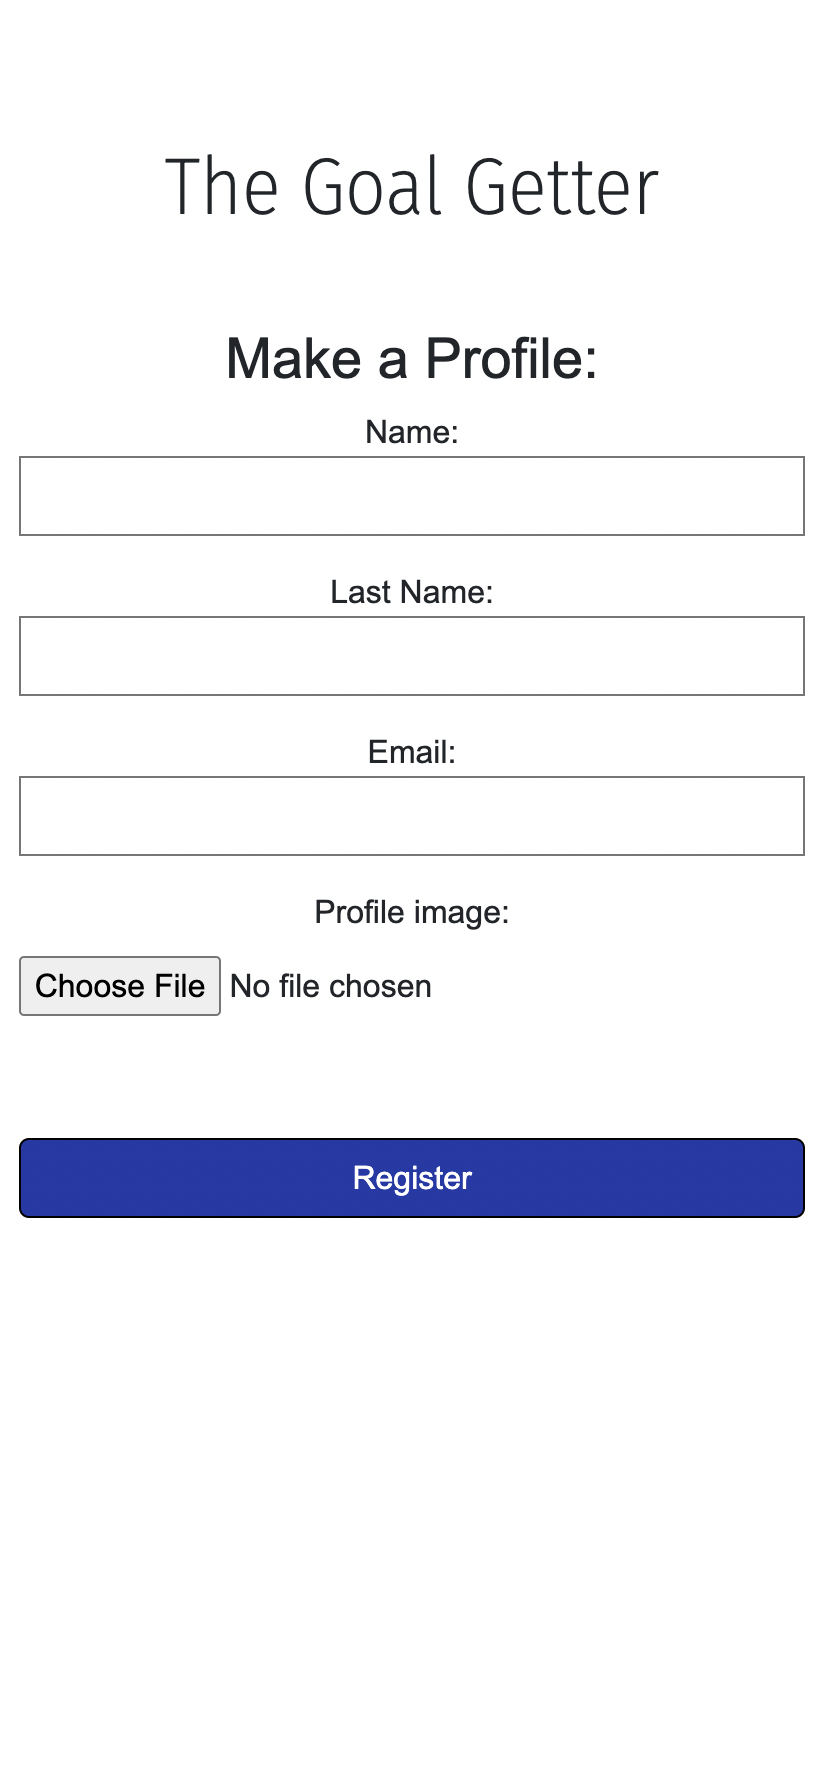 The Goal Getter
Make a Profile:
Name:
Last Name:
Email:
Profile image:
Choose File No file chosen
Register